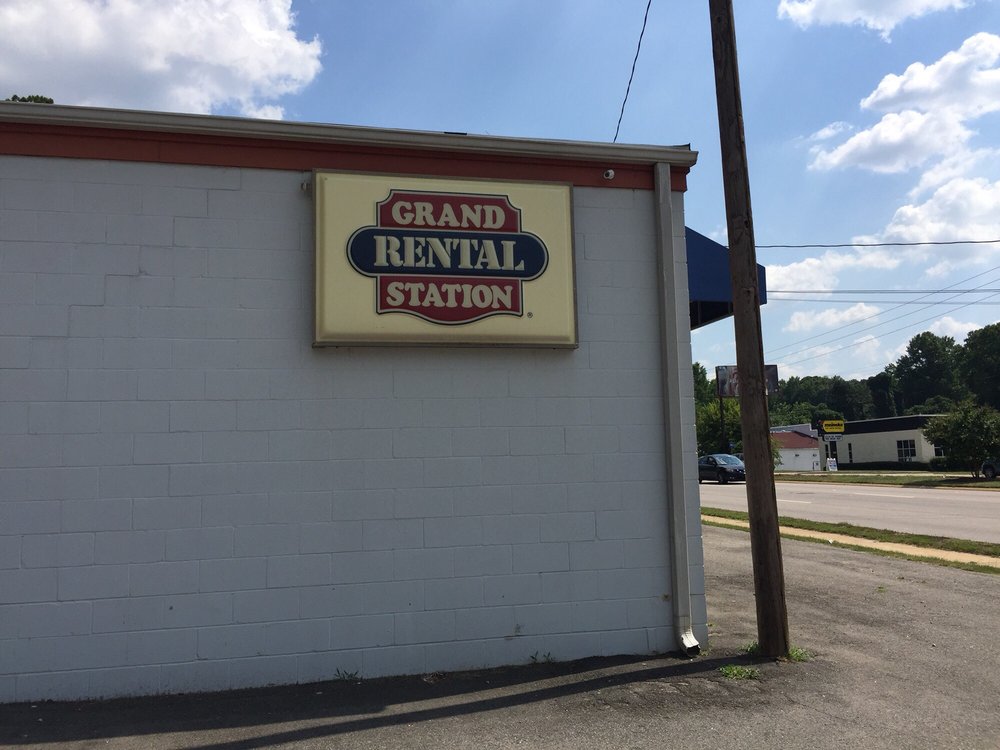 GRAND
RENTAL
STATION
®